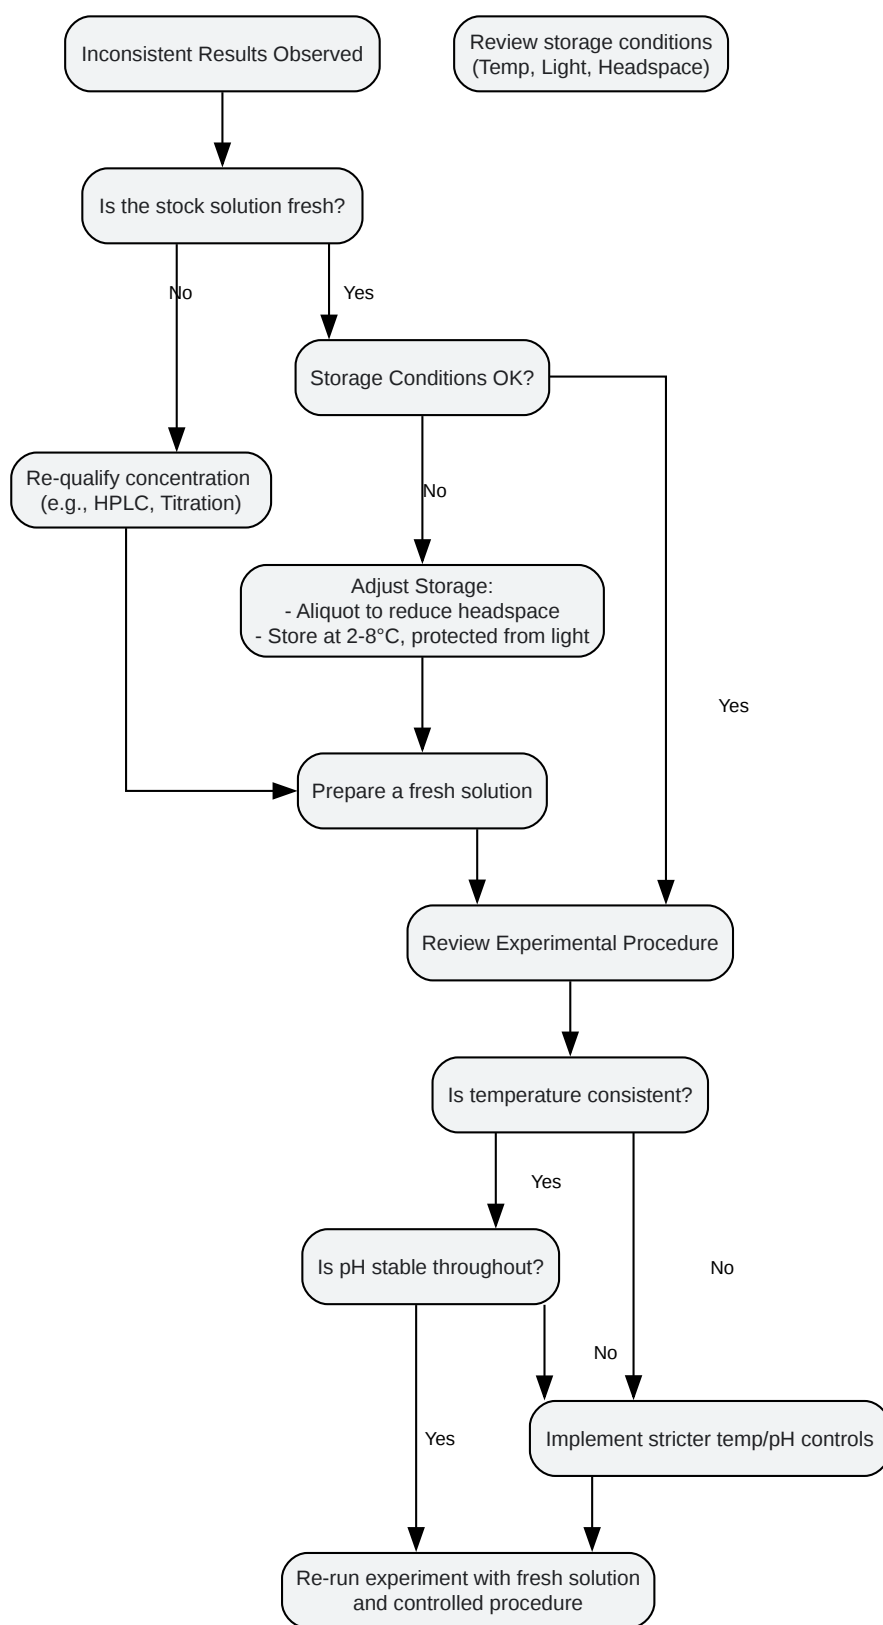 Inconsistent Results Observed
Review storage conditions
(Temp, Light, Headspace)
Is the stock solution fresh?
No
Yes
Storage Conditions OK?
Re-qualify concentration
(e.g., HPLC, Titration)
No
Adjust Storage:
- Aliquot to reduce headspace
- Store at 2-8°C, protected from light
Yes
Prepare a fresh solution
Review Experimental Procedure
Is temperature consistent?
Yes
Is pH stable throughout?
No
No
Yes
Implement stricter temp/pH controls
Re-run experiment with fresh solution
and controlled procedure